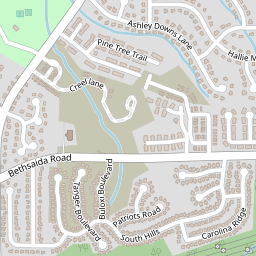 Ashley Downs Lane
Pine Tree Trail
Hallie M
Creel lane
Bethsaida Road
Biloxi Boulevard
Tanger Boulevard
Patriots Road
South Hills
Carolina Ridge